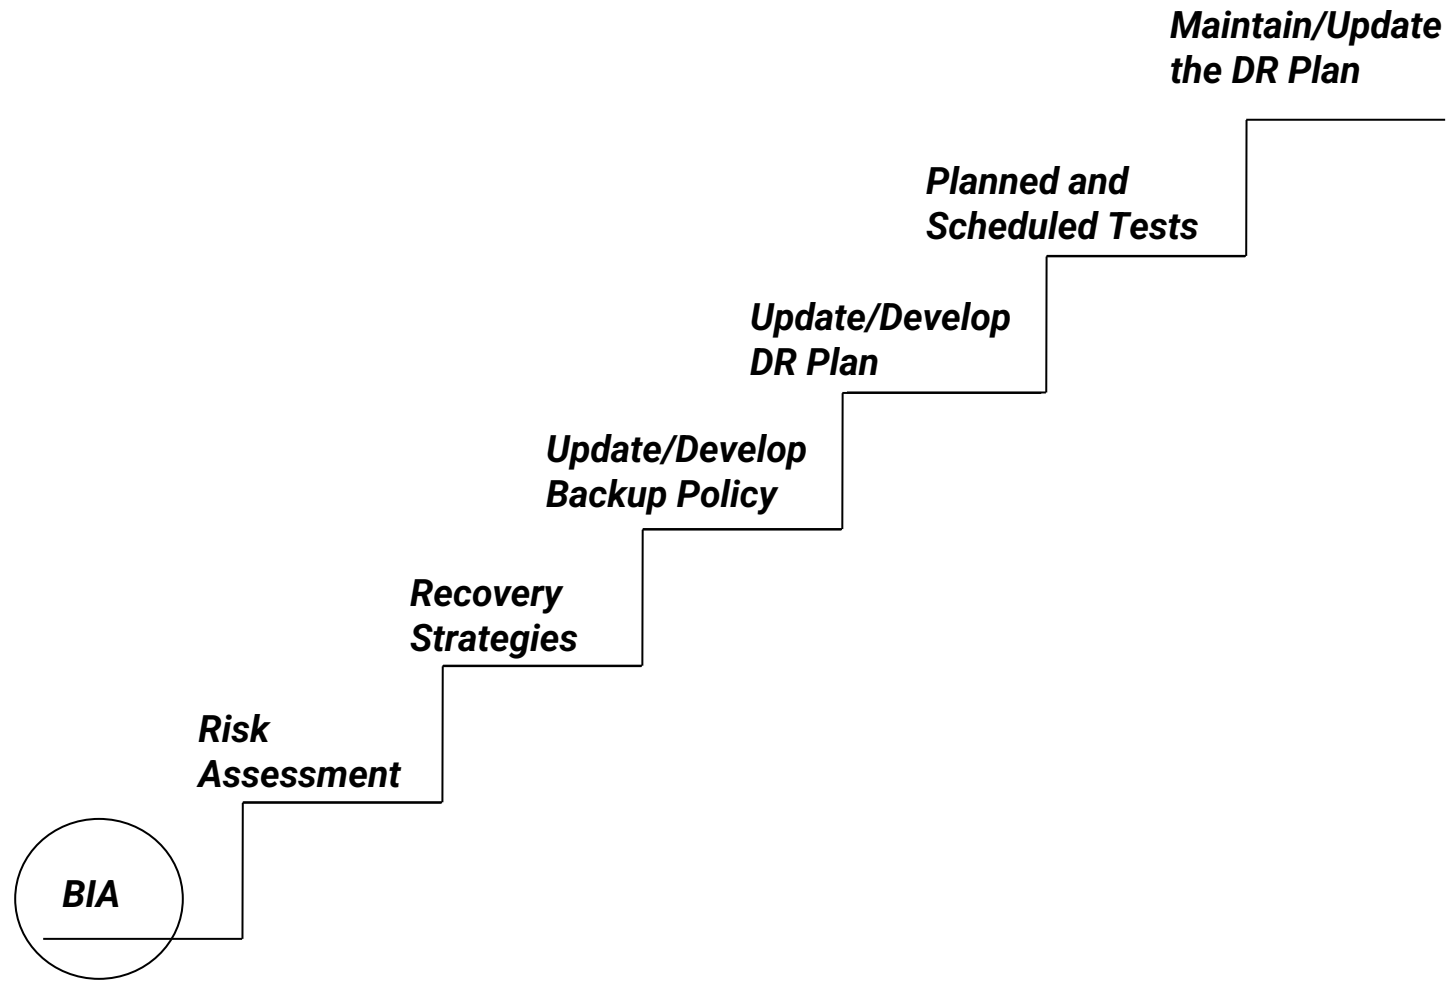 Maintain/Update
the DR Plan
Planned and
Scheduled Tests
Update/Develop
DR Plan
Update/Develop
Backup Policy
Recovery
Strategies
Risk
Assessment
BIA